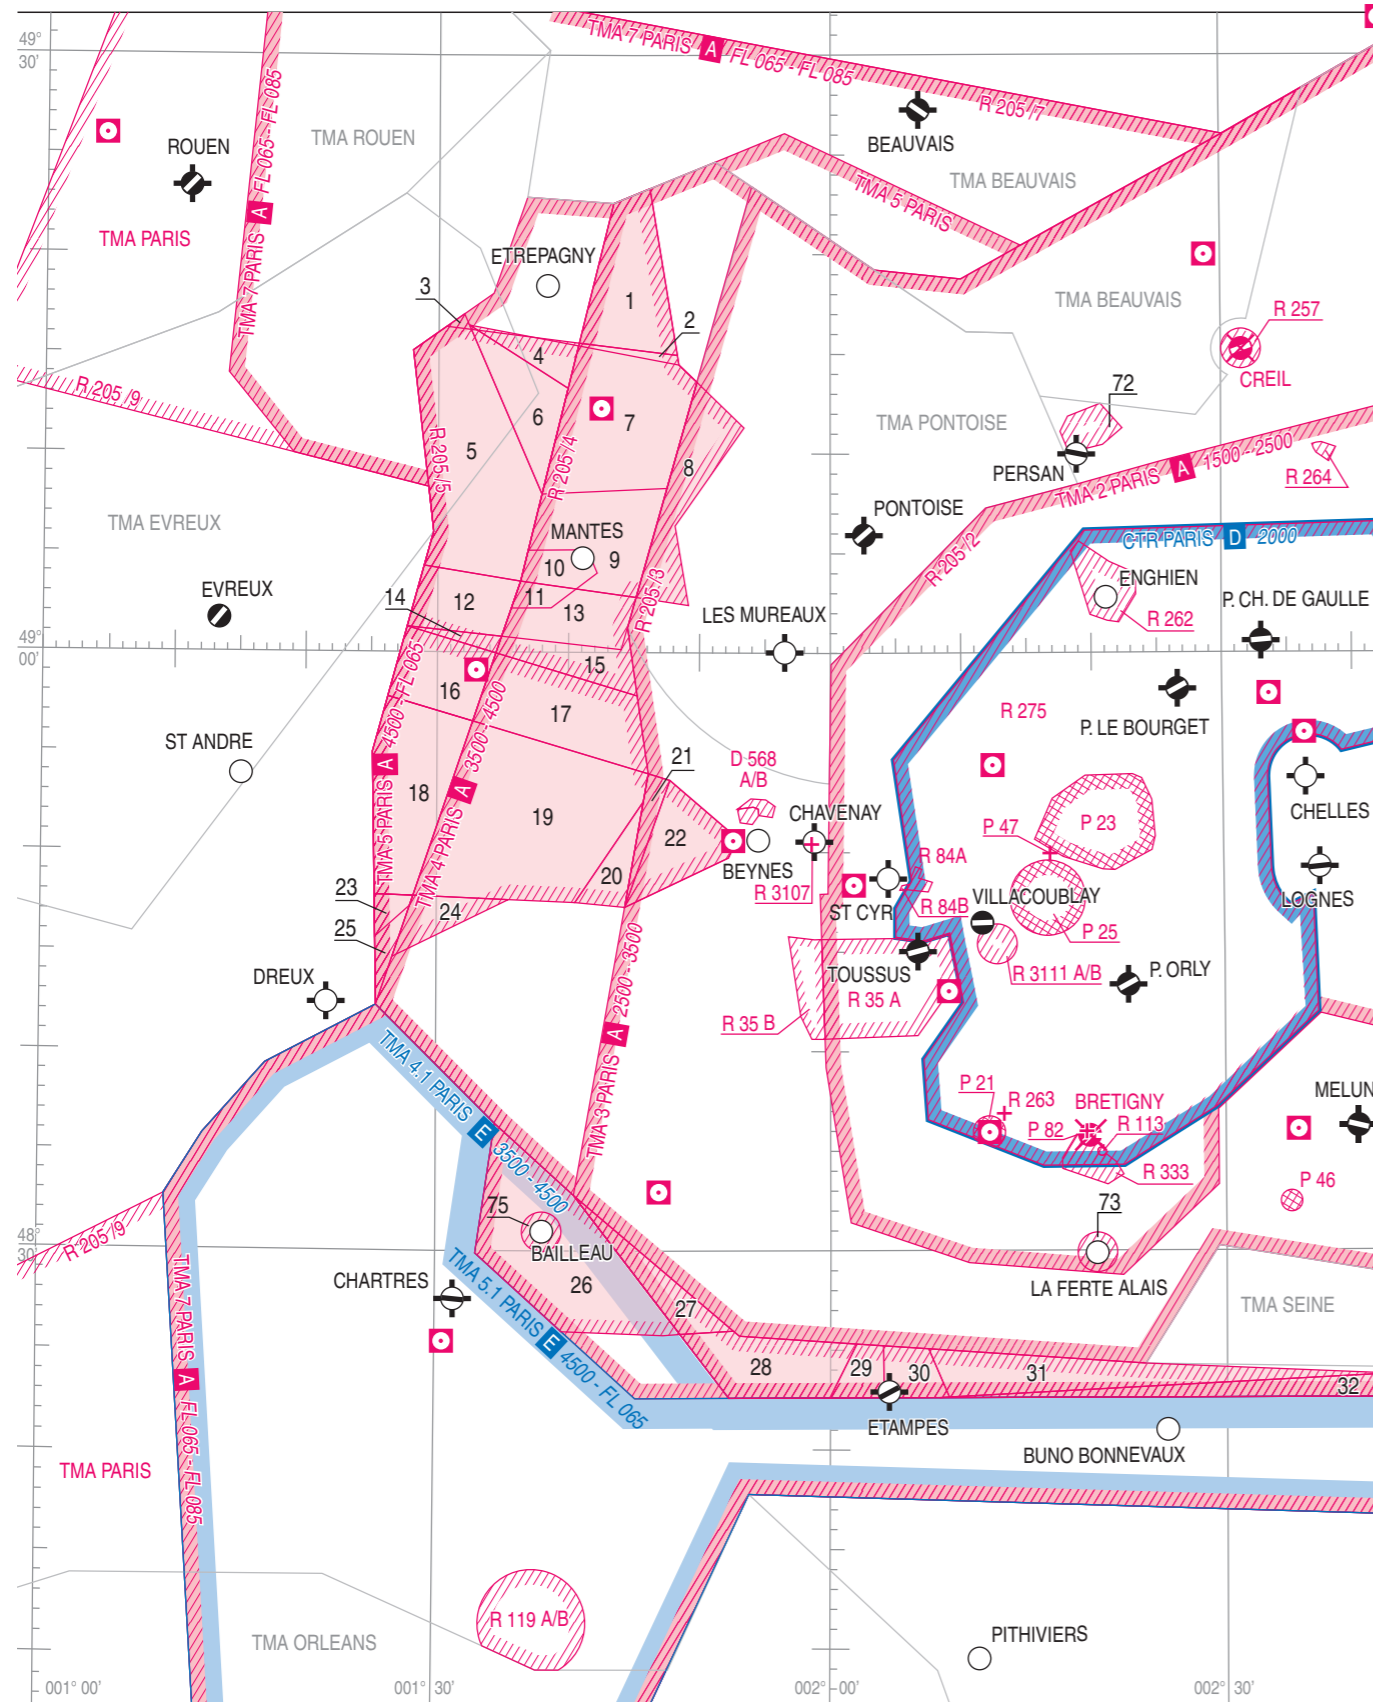 49°
30'
TMA 7 PARIS A FL 065 - FL 085
R 205/7
TMA 7 PARIS A FL 065 - FL 085
ROUEN
TMA ROUEN
BEAUVAIS
TMA BEAUVAIS
TMA 5 PARIS
TMA PARIS
ETREPAGNY
3
1
2
TMA BEAUVAIS
R 257
CREIL
4
R 205 /9
72
6
7
TMA PONTOISE
5
R 205 /5
R 205 /4
8
PERSAN
TMA 2 PARIS A 1500 - 2500
R 264
TMA EVREUX
PONTOISE
MANTES
CTR PARIS D 2000
R 205 /2
10
9
ENGHIEN
EVREUX
14
12
11
13
R 205 /3
LES MUREAUX
P. CH. DE GAULLE
R 262
49°
00'
15
16
17
R 275
P. LE BOURGET
ST ANDRE
TMA 5 PARIS A 4500 - FL 065
TMA 4 PARIS A 3500 - 4500
21
D 568
A/B
18
19
CHAVENAY
P 47
P 23
CHELLES
22
BEYNES
R 84A
R 3107
20
23
VILLACOUBLAY
LOGNES
24
ST CYR
R 84B
25
P 25
DREUX
TOUSSUS
R 3111 A/B
P. ORLY
R 35 A
R 35 B
TMA 3 PARIS A 2500 - 3500
TMA 4.1 PARIS E 3500 - 4500
P 21
R 263
BRETIGNY
MELUN
P 82
R 113
R 333
P 46
75
73
48°
30'
R 205 /9
BAILLEAU
CHARTRES
TMA 5.1 PARIS E 4500 - FL 065
26
LA FERTE ALAIS
27
TMA SEINE
TMA 7 PARIS A FL 065 - FL 085
28
29
30
31
32
ETAMPES
BUNO BONNEVAUX
TMA PARIS
R 119 A/B
TMA ORLEANS
PITHIVIERS
001° 00'
001° 30'
002° 00'
002° 30'